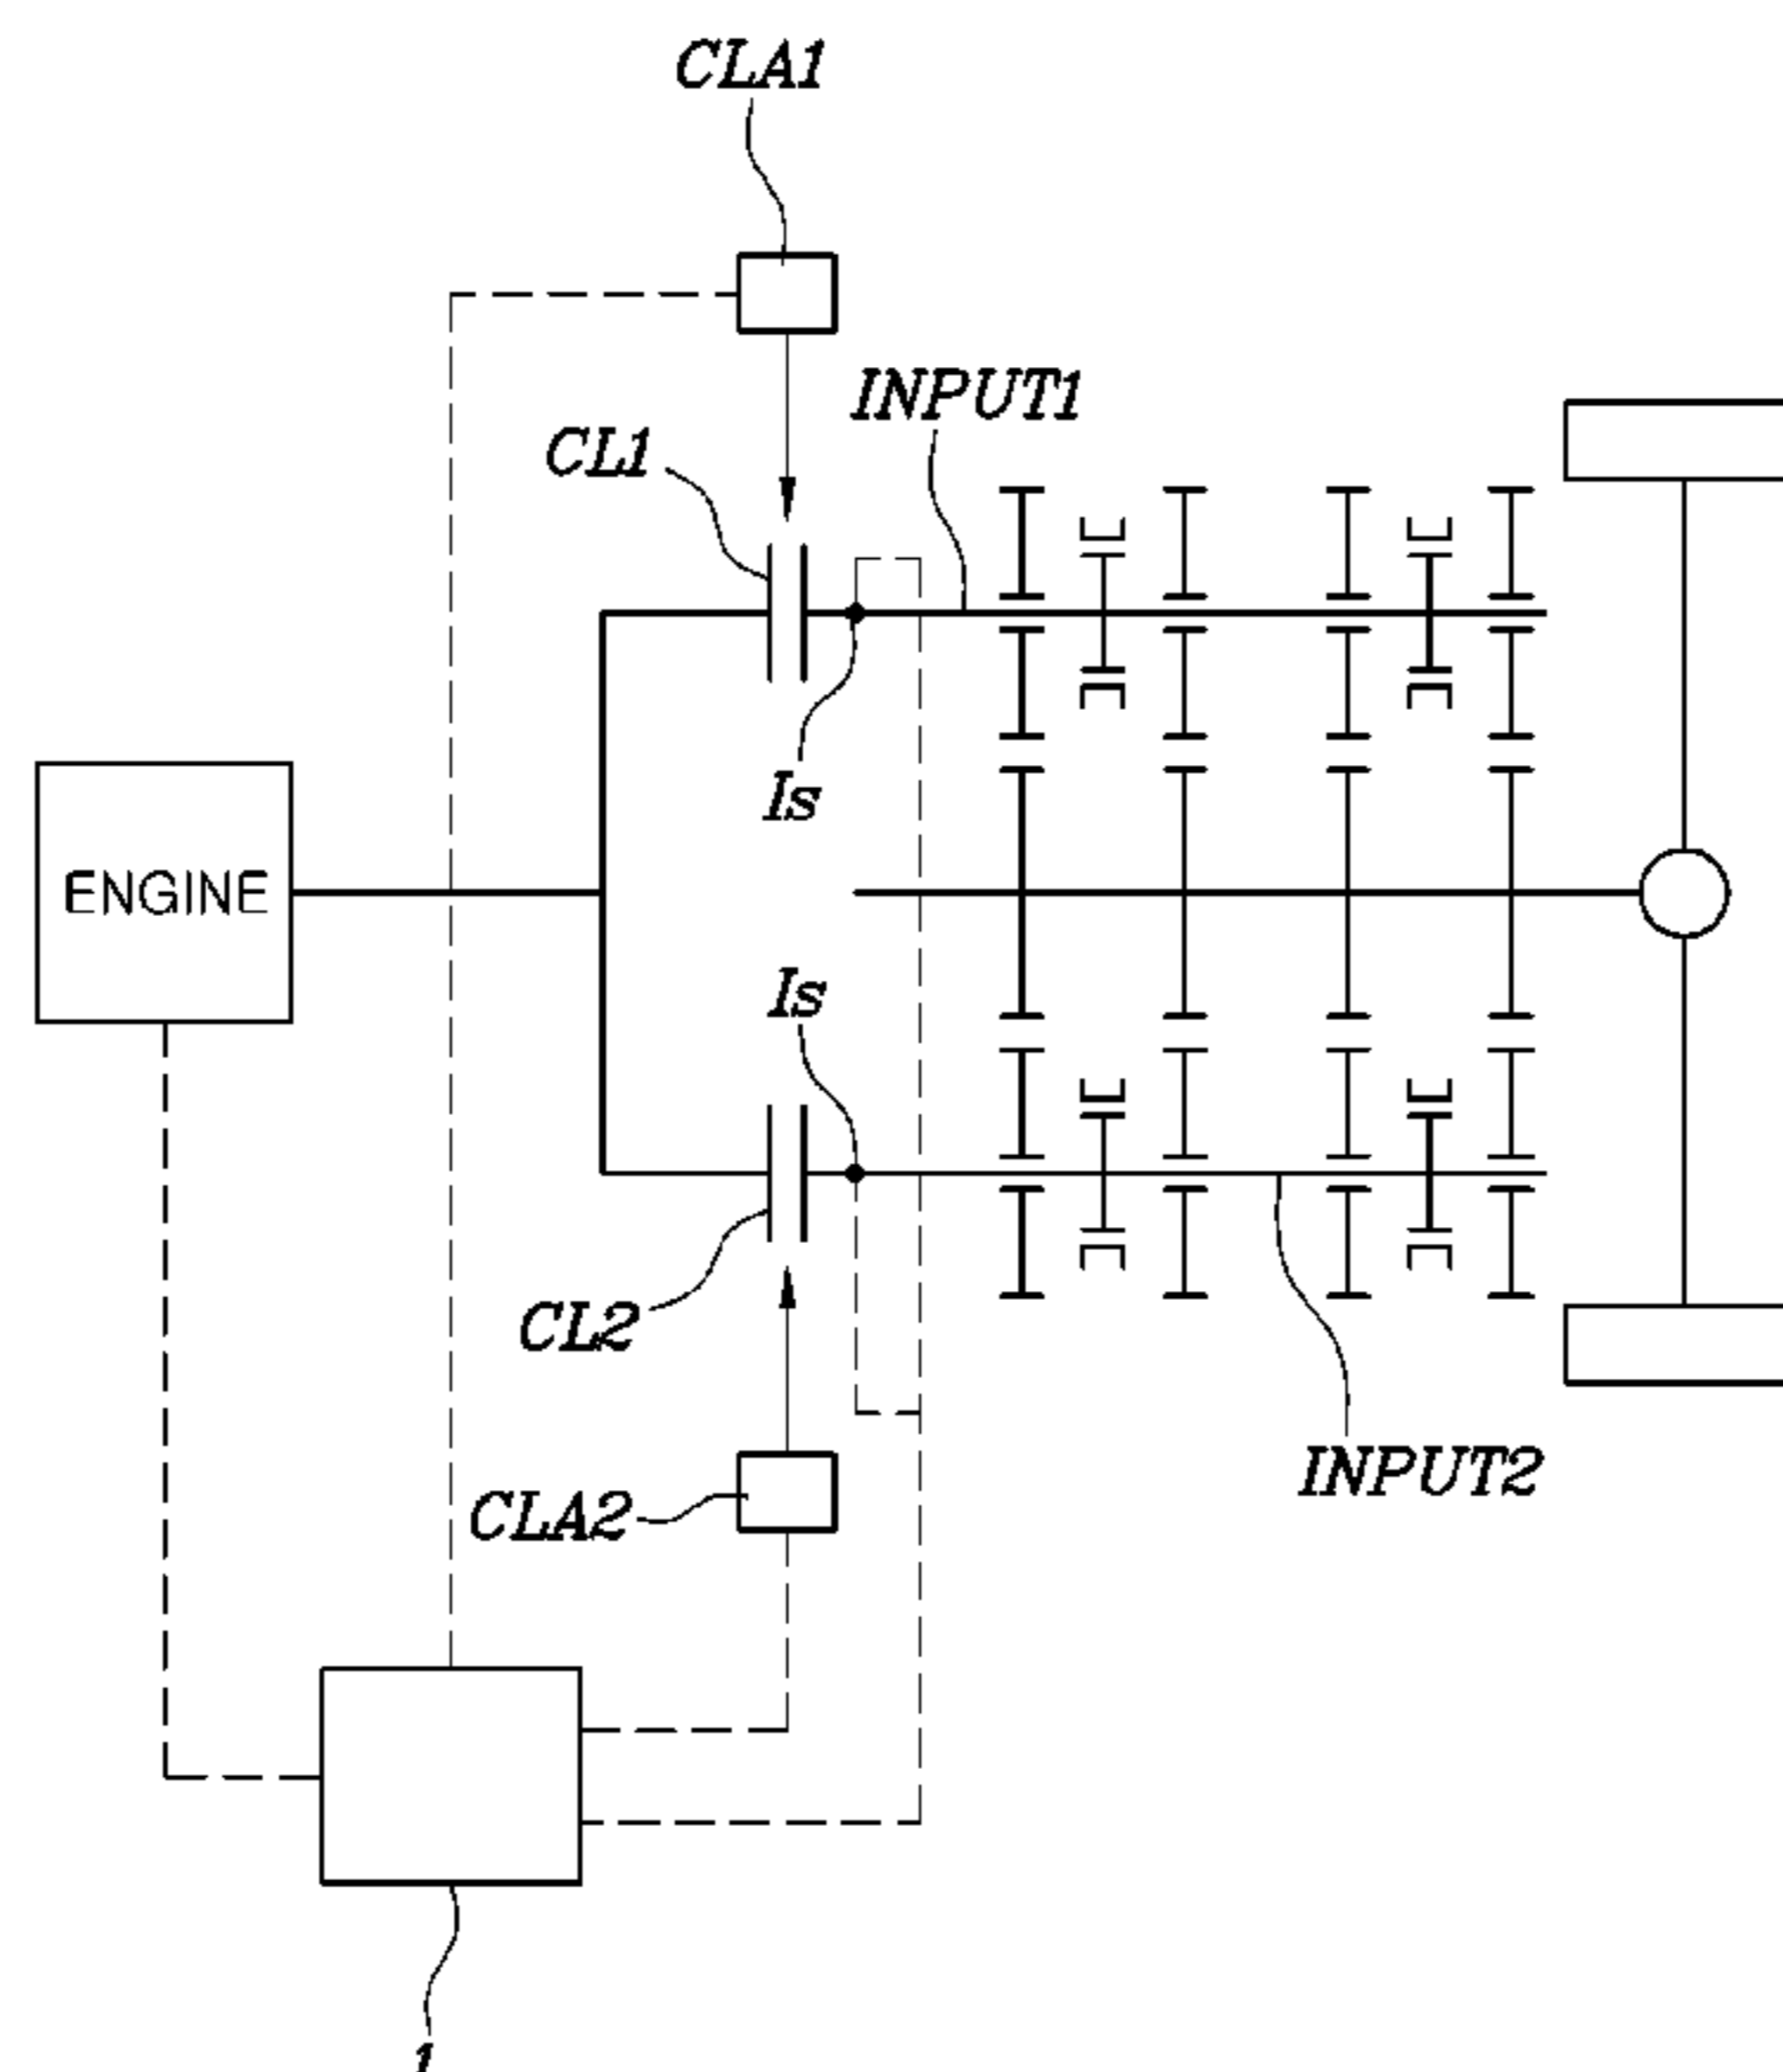 CLA1
INPUT1
CL1
Is
ENGINE
Is
CL2
INPUT2
CLA2
1